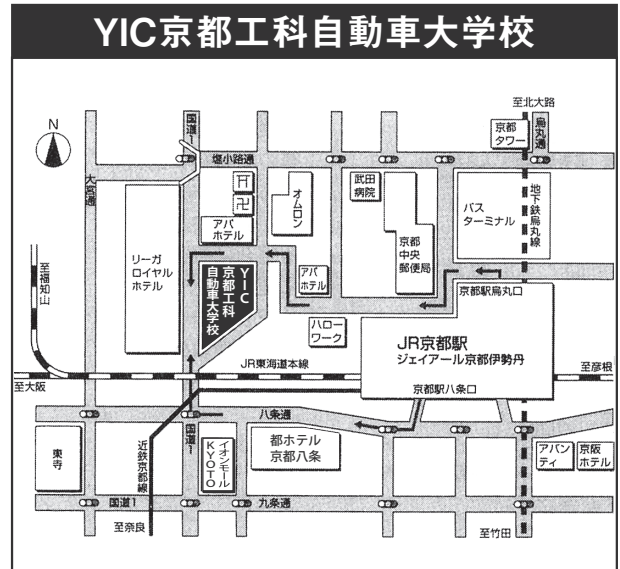 YIC京都工科自動車大学校
至北大路
N
国道1
烏丸通
京都
タワー
堀小路通
大宮通
武田
病院
オムロン
地下鉄烏丸線
バス
ターミナル
アパ
ホテル
京都
中央
郵便局
リーガ
ロイヤル
ホテル
至福知山
YIC
京都工科
自動車大学校
アパ
ホテル
京都駅烏丸口
ハロー
ワーク
JR京都駅
ジェイアール京都伊勢丹
JR東海道本線
至彦根
至大阪
京都駅八条口
八条通
近鉄京都線
国道1
東寺
イオンモール
KYOTO
都ホテル
京都八条
アバン
ティ
京阪
ホテル
国道1
九条通
至奈良
至竹田